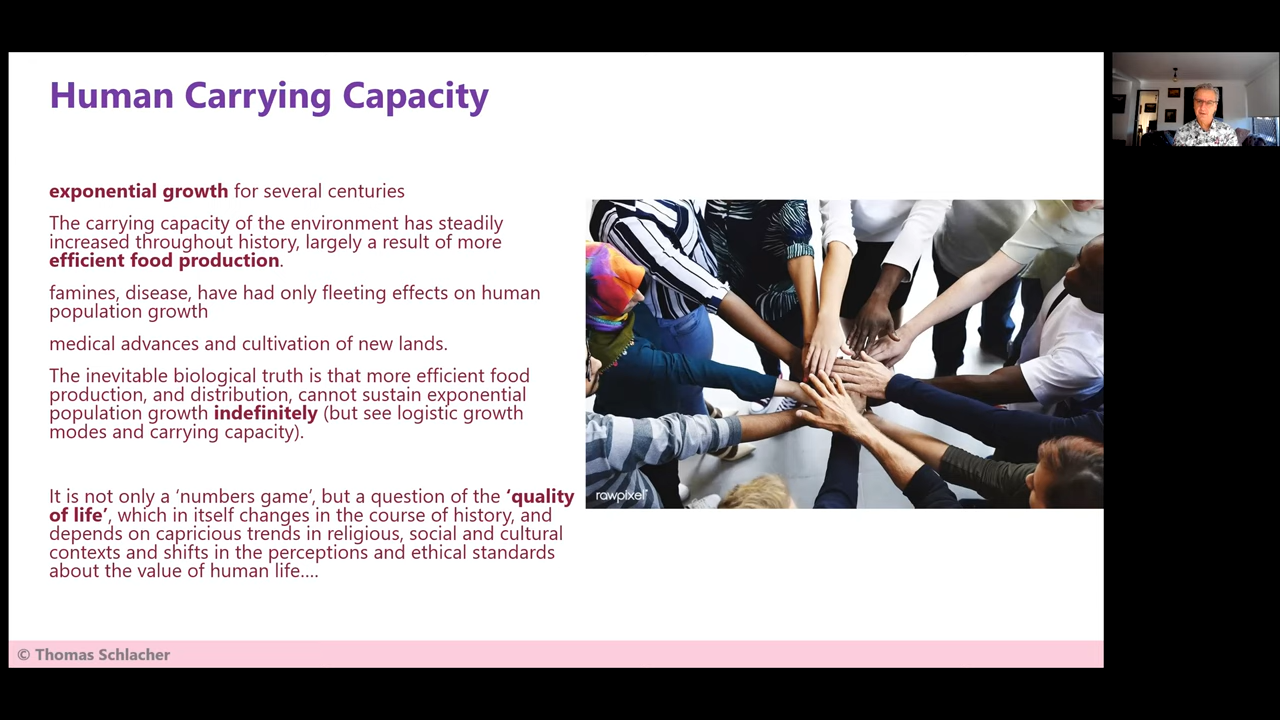 Human Carrying Capacity
exponential growth for several centuries
The carrying capacity of the environment has steadily
increased throughout history, largely a result of more
efficient food production.
famines, disease, have had only fleeting effects on human
population growth
medical advances and cultivation of new lands.
The inevitable biological truth is that more efficient food
production, and distribution, cannot sustain exponential
population growth indefinitely (but see logistic growth
modes and carrying capacity).
It is not only a ‘numbers game’, but a question of the ‘quality
of life’, which in itself changes in the course of history, and
depends on capricious trends in religious, social and cultural
contexts and shifts in the perceptions and ethical standards
about the value of human life….
rawpixel
© Thomas Schlacher